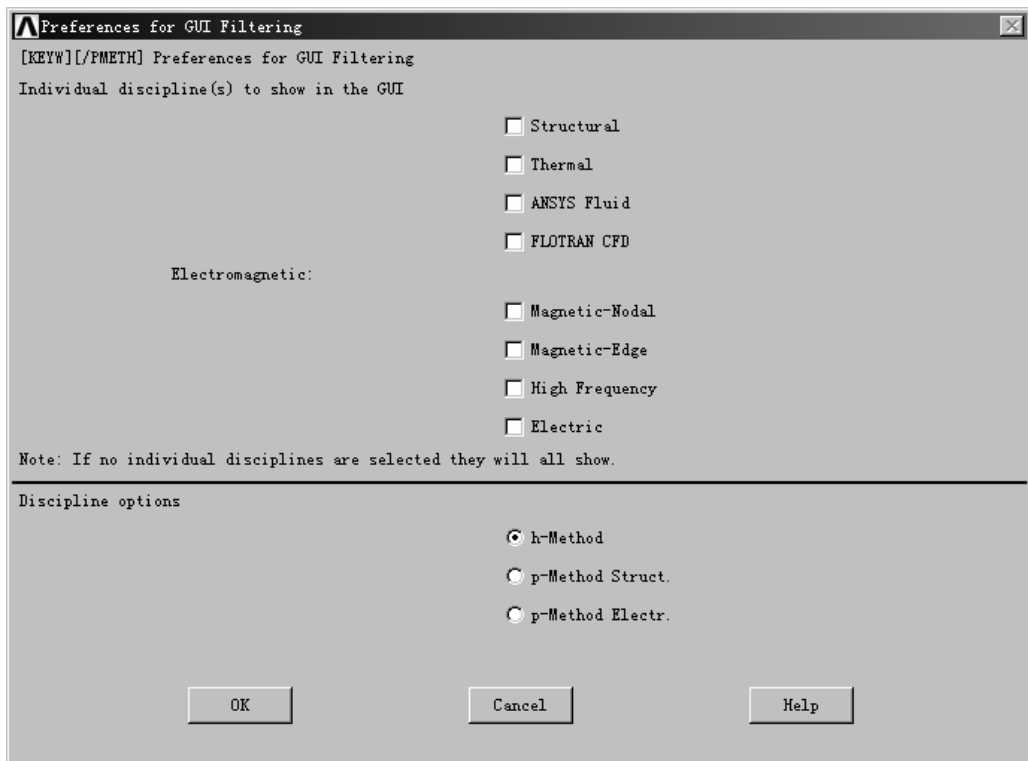 Preferences for GUI Filtering
[KEYW][/PMETH] Preferences for GUI Filtering
Individual discipline(s) to show in the GUI
Structural
Thermal
ANSYS Fluid
FLOTRAN CFD
Electromagnetic:
Magnetic-Nodal
Magnetic-Edge
High Frequency
Electric
Note: If no individual disciplines are selected they will all show.
Discipline options
h-Method
p-Method Struct.
p-Method Electr.
OK
Cancel
Help